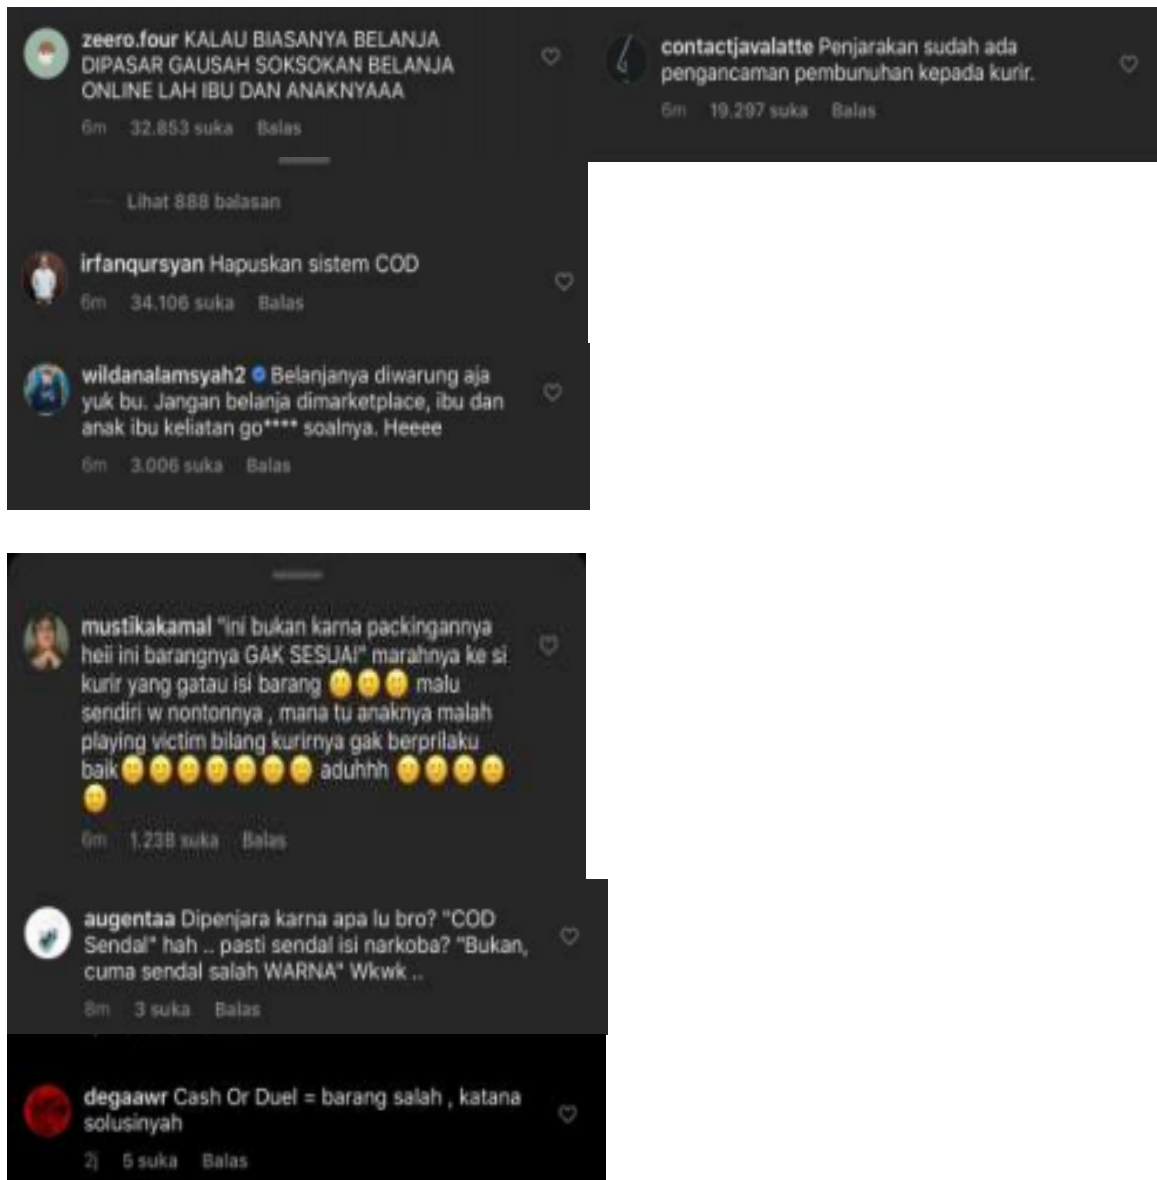 zeero.four KALAU BIASANYA BELANJA
DIPASAR GAUSAH SOKSOKAN BELANJA
ONLINE LAH IBU DAN ANAKNYAAA
6m 32.853 suka Balas
contactjavalatte Penjarakan sudah ada
pengancaman pembunuhan kepada kurir.
6m 19.297 suka Balas
Lihat 888 balasan
irfanqursyan Hapuskan sistem COD
6m 34.106 suka Balas
wildanalamsyah2 Belanjanya diwarung aja
yuk bu. Jangan belanja dimarketplace, ibu dan
anak ibu keliatan go**** soalnya. Heeee
6m 3.006 suka Balas
mustikakamal "ini bukan karna packingannya
heii ini barangnya GAK SESUAI" marahnya ke si
kurir yang gatau isi barang 🙂🙂🙂 malu
sendiri w nontonnya , mana tu anaknya malah
playing victim bilang kurirnya gak berprilaku
baik🙂🙂🙂🙂🙂🙂🙂 aduhhh 🙂🙂🙂🙂
🙂
6m 1.238 suka Balas
augentaa Dipenjara karna apa lu bro? "COD
Sendal" hah .. pasti sendal isi narkoba? "Bukan,
cuma sendal salah WARNA" Wkwk ..
8m 3 suka Balas
degaawr Cash Or Duel = barang salah , katana
solusinyah
2j 5 suka Balas